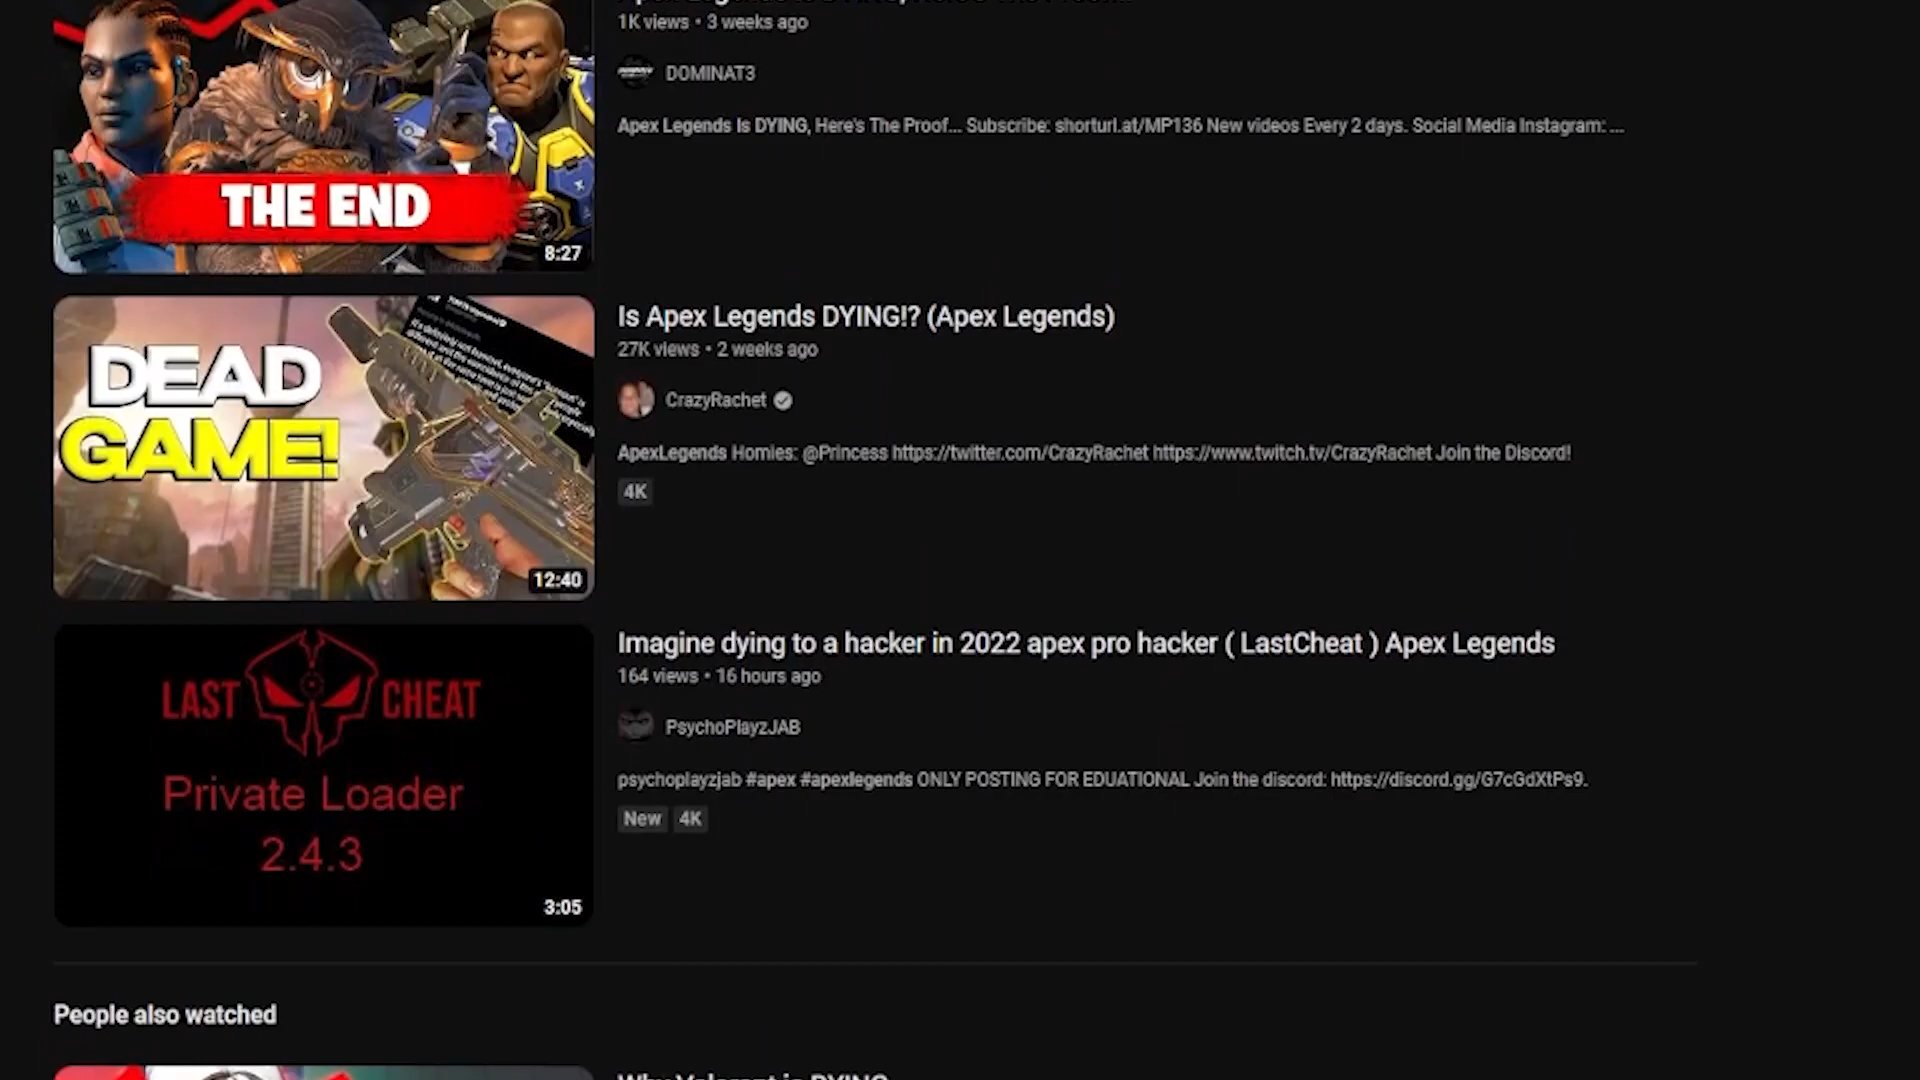 1K views • 3 weeks ago
DOMINAT3
Apex Legends Is DYING, Here's The Proof... Subscribe: shorturl.at/MP136 New videos Every 2 days. Social Media Instagram: ...
THE END
8:27
DEAD
GAME!
12:40
Is Apex Legends DYING!? (Apex Legends)
27K views • 2 weeks ago
CrazyRachet
ApexLegends Homies: @Princess https://twitter.com/CrazyRachet https://www.twitch.tv/CrazyRachet Join the Discord!
4K
LAST CHEAT
Private Loader
2.4.3
3:05
Imagine dying to a hacker in 2022 apex pro hacker ( LastCheat ) Apex Legends
164 views • 16 hours ago
PsychoPlayzJAB
psychoplayzjab #apex #apexlegends ONLY POSTING FOR EDUATIONAL Join the discord: https://discord.gg/G7cGdXtPs9.
New 4K
People also watched